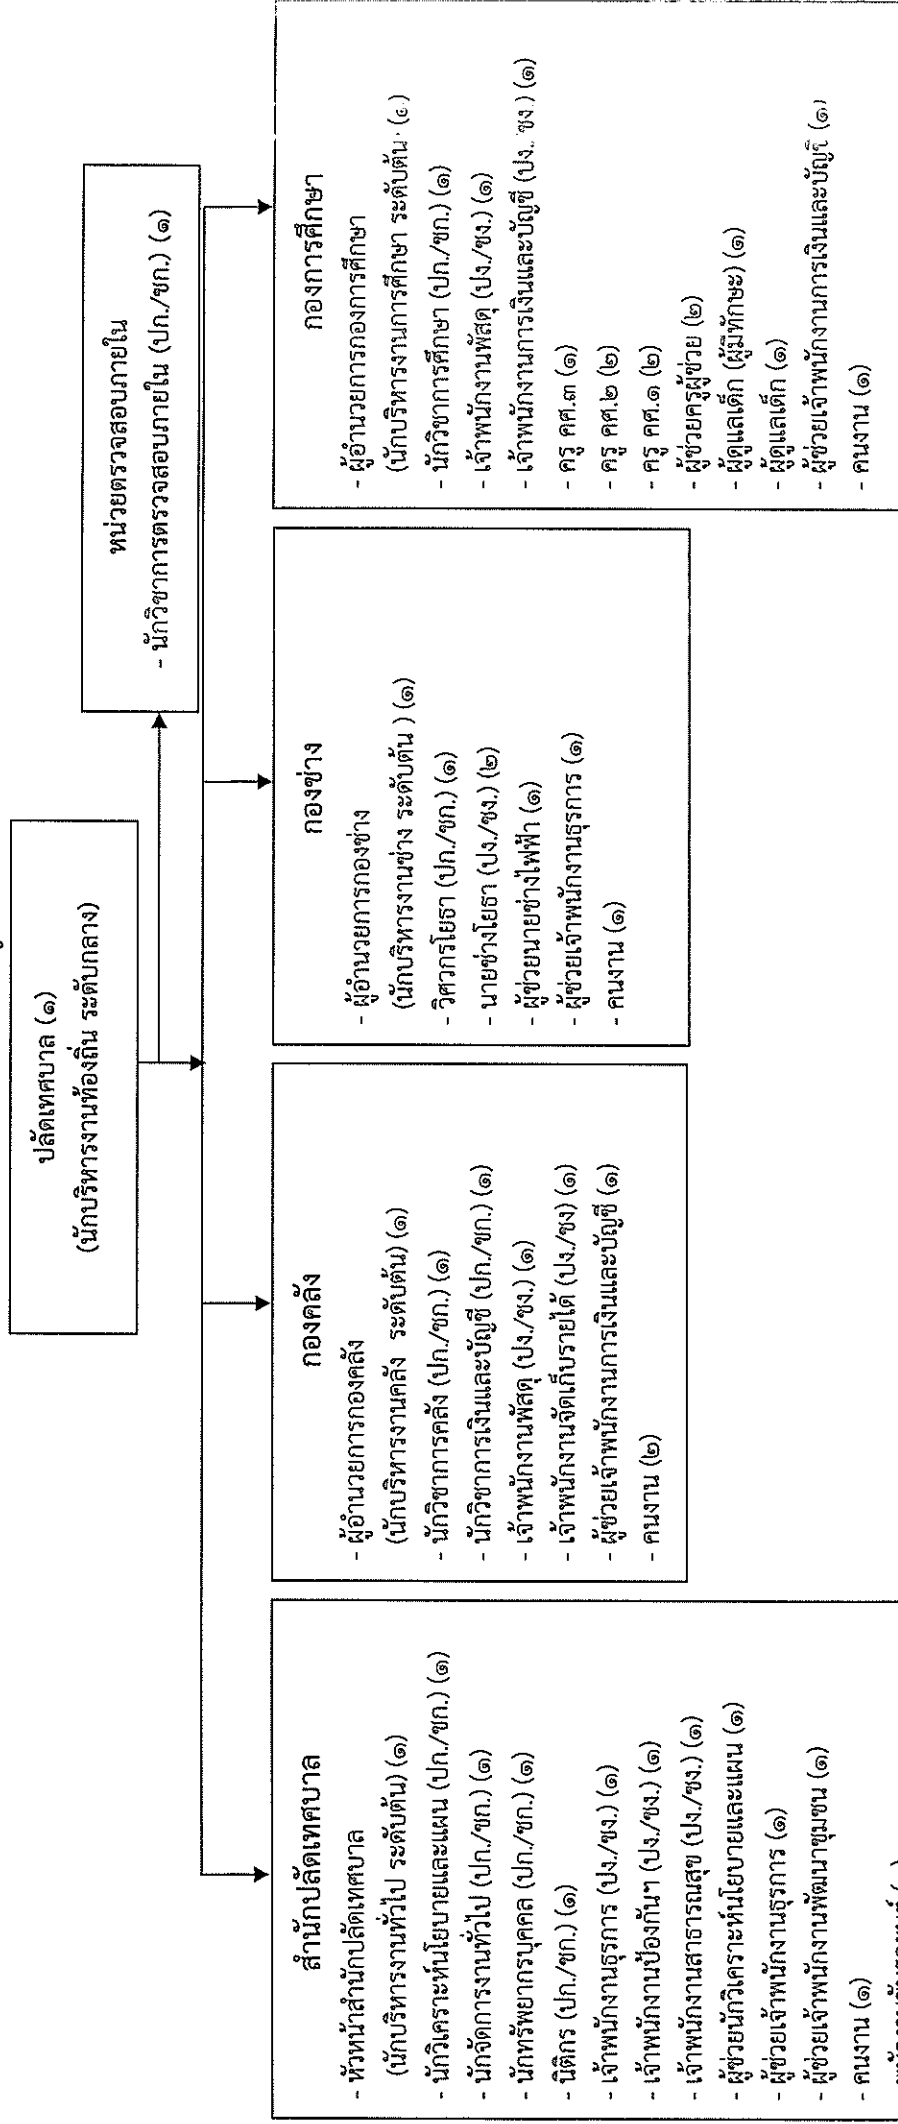 ปลัดเทศบาล (๑)
(นักบริหารงานท้องถิ่น ระดับกลาง)
หน่วยตรวจสอบภายใน
- นักวิชาการตรวจสอบภายใน (ปก./ชก.) (๑)
สำนักปลัดเทศบาล
- หัวหน้าสำนักปลัดเทศบาล
(นักบริหารงานทั่วไป ระดับต้น) (๑)
- นักวิเคราะห์นโยบายและแผน (ปก./ชก.) (๑)
- นักจัดการงานทั่วไป (ปก./ชก.) (๑)
- นักทรัพยากรบุคคล (ปก./ชก.) (๑)
- นิติกร (ปก./ชก.) (๑)
- เจ้าพนักงานธุรการ (ปง./ชง.) (๑)
- เจ้าพนักงานป้องกันฯ (ปง./ชง.) (๑)
- เจ้าพนักงานสาธารณสุข (ปง./ชง.) (๑)
- ผู้ช่วยนักวิเคราะห์นโยบายและแผน (๑)
- ผู้ช่วยเจ้าพนักงานธุรการ (๑)
- ผู้ช่วยเจ้าพนักงานพัฒนาชุมชน (๑)
- คนงาน (๑)
กองคลัง
- ผู้อำนวยการกองคลัง
(นักบริหารงานคลัง ระดับต้น) (๑)
- นักวิชาการคลัง (ปก./ชก.) (๑)
- นักวิชาการเงินและบัญชี (ปก./ชก.) (๑)
- เจ้าพนักงานพัสดุ (ปง./ชง.) (๑)
- เจ้าพนักงานจัดเก็บรายได้ (ปง./ชง) (๑)
- ผู้ช่วยเจ้าพนักงานการเงินและบัญชี (๑)
- คนงาน (๒)
กองช่าง
- ผู้อำนวยการกองช่าง
(นักบริหารงานช่าง ระดับต้น ) (๑)
- วิศวกรโยธา (ปก./ชก.) (๑)
- นายช่างโยธา (ปง./ชง.) (๒)
- ผู้ช่วยนายช่างไฟฟ้า (๑)
- ผู้ช่วยเจ้าพนักงานธุรการ (๑)
- คนงาน (๑)
กองการศึกษา
- ผู้อำนวยการกองการศึกษา
(นักบริหารงานการศึกษา ระดับต้น (๑)
- นักวิชาการศึกษา (ปก./ชก.) (๑)
- เจ้าพนักงานพัสดุ (ปง./ชง.) (๑)
- เจ้าพนักงานการเงินและบัญชี (ปง./ชง.) (๑)
- ครู คศ.๓ (๑)
- ครู คศ.๒ (๒)
- ครู คศ.๑ (๒)
- ผู้ช่วยครูผู้ช่วย (๒)
- ผู้ดูแลเด็ก (ผู้มีทักษะ) (๑)
- ผู้ดูแลเด็ก (๑)
- ผู้ช่วยเจ้าพนักงานการเงินและบัญชี (๑)
- คนงาน (๑)